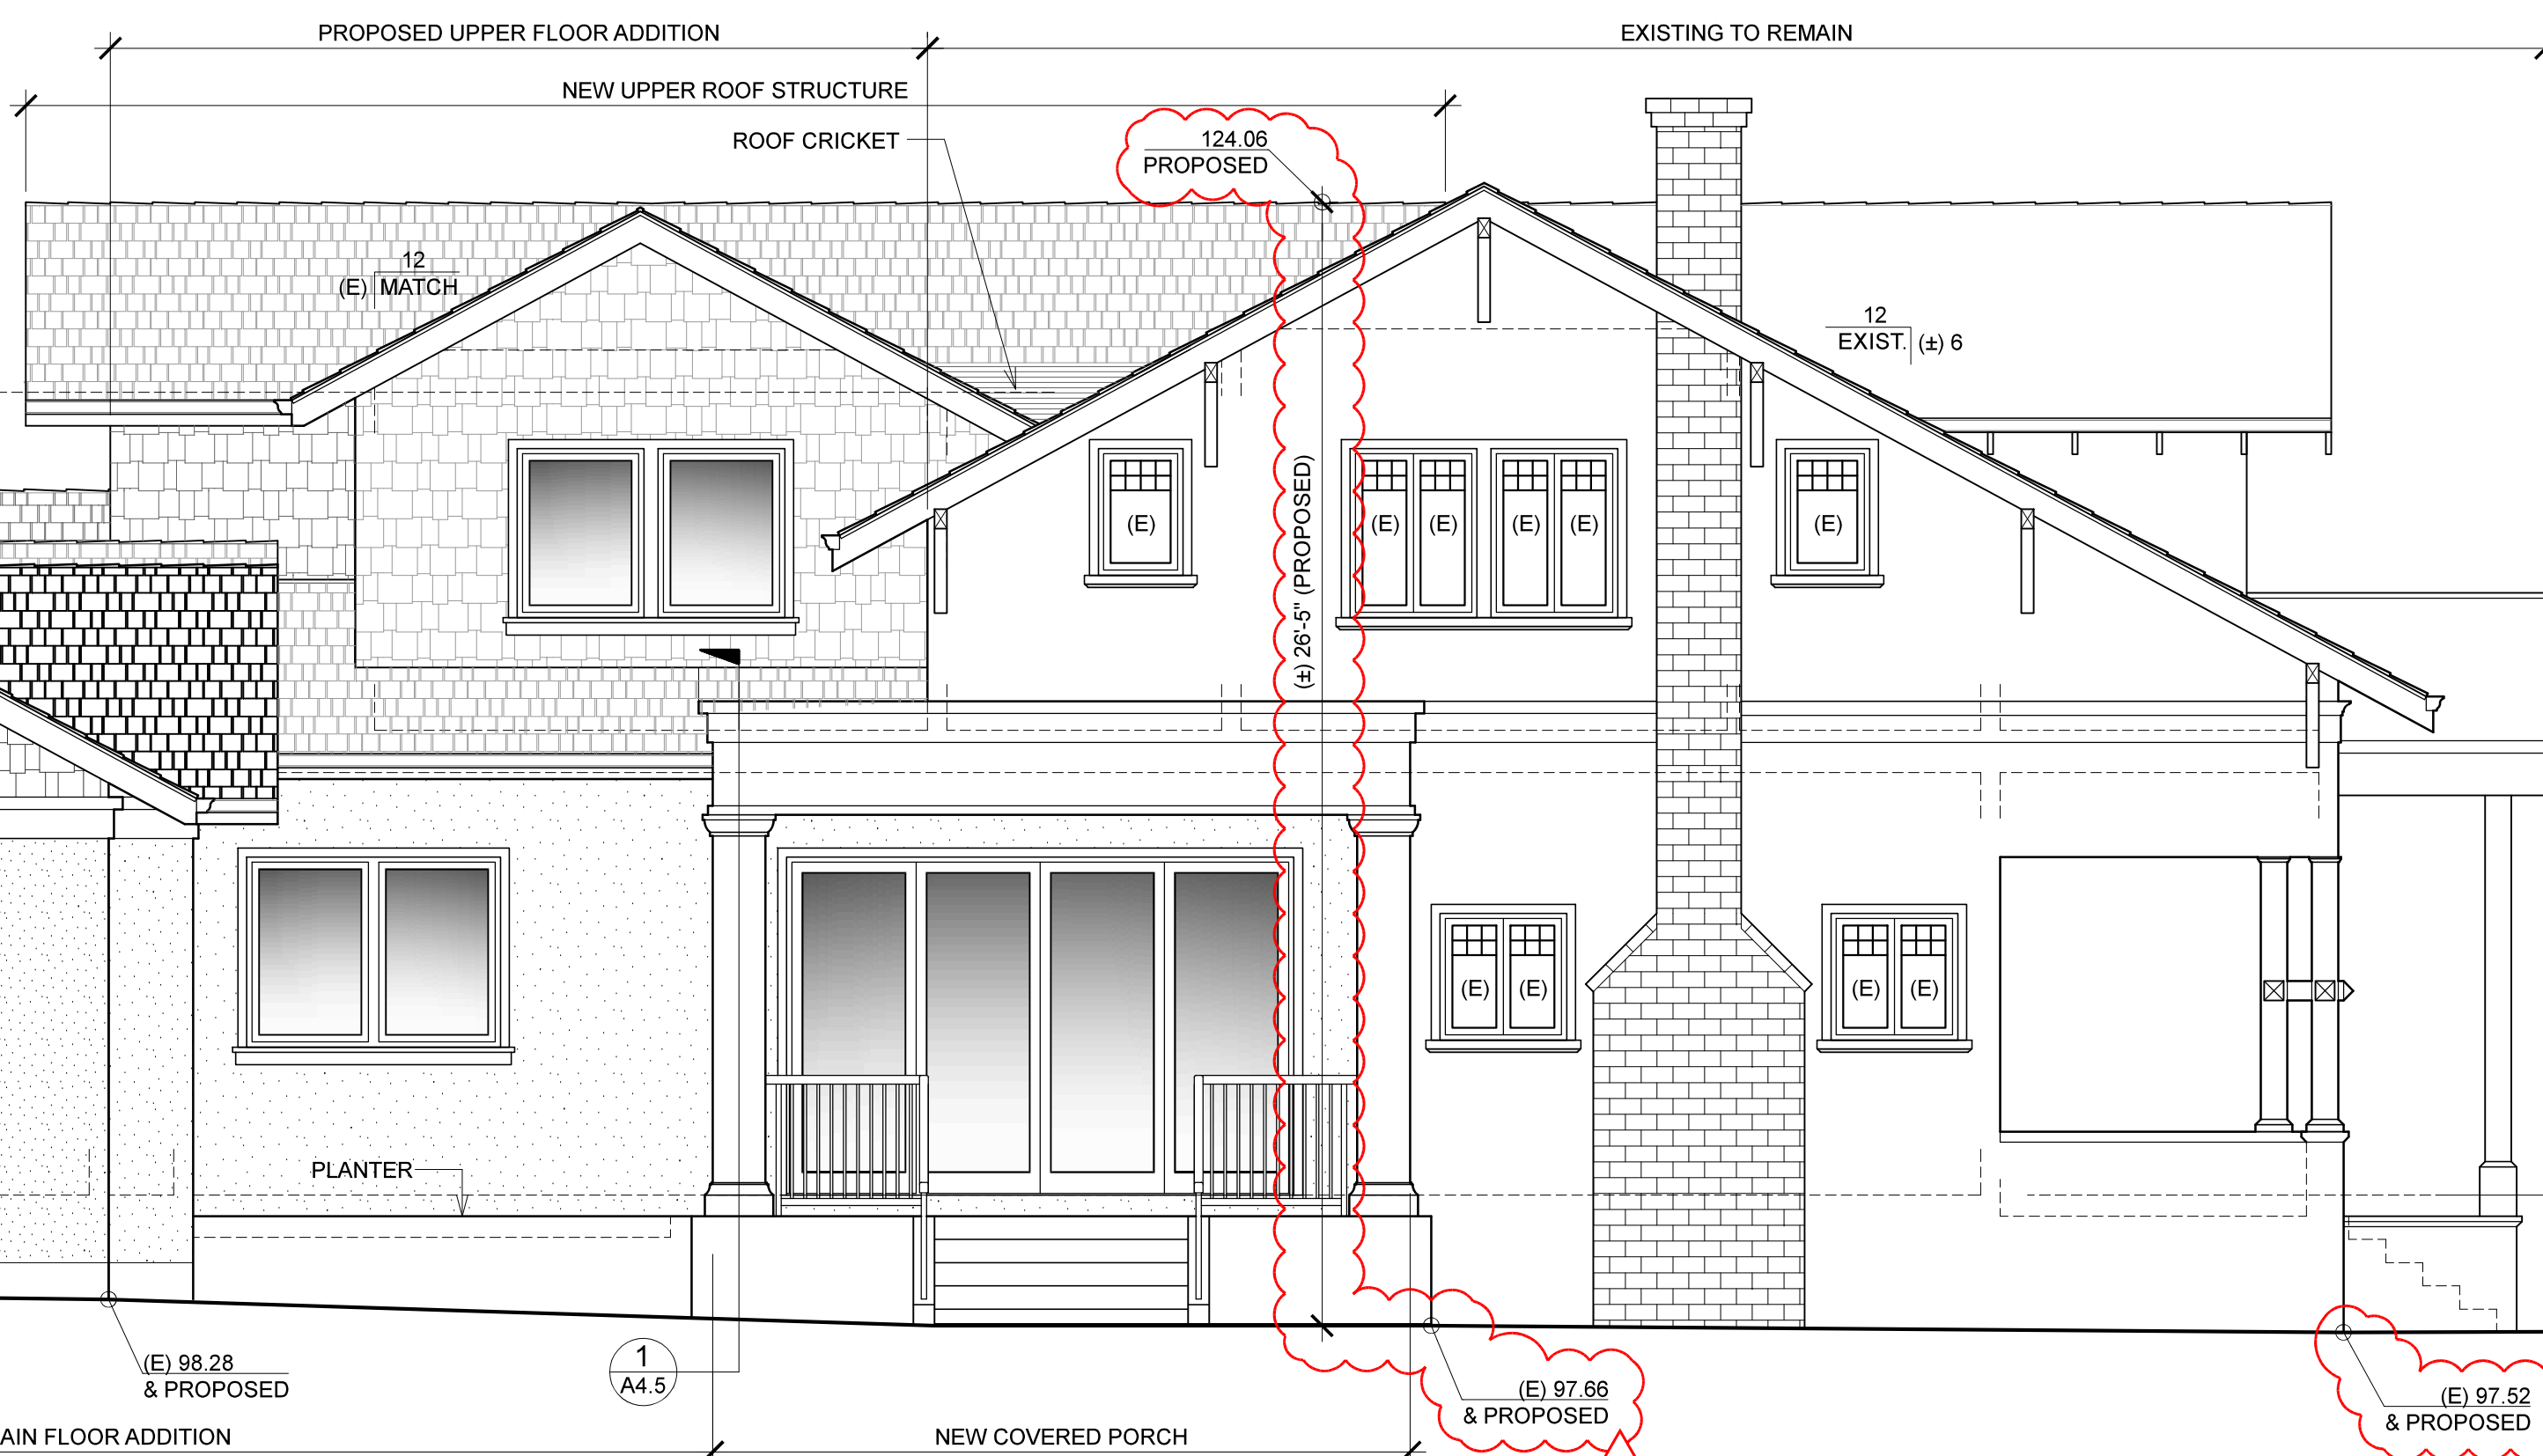 PROPOSED UPPER FLOOR ADDITION
EXISTING TO REMAIN
NEW UPPER ROOF STRUCTURE
ROOF CRICKET
124.06
PROPOSED
12
(E) MATCH
12
EXIST. (±) 6
(±) 26'-5" (PROPOSED)
(E)
(E)
(E)
(E)
(E)
(E)
(E)
(E)
(E)
(E)
PLANTER
(E) 98.28
& PROPOSED
1
A4.5
(E) 97.66
& PROPOSED
(E) 97.52
& PROPOSED
AIN FLOOR ADDITION
NEW COVERED PORCH